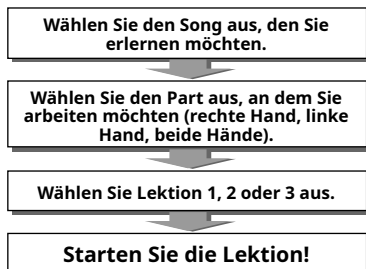 Wählen Sie den Song aus, den Sie
erlernen möchten.
Wählen Sie den Part aus, an dem Sie
arbeiten möchten (rechte Hand, linke
Hand, beide Hände).
Wählen Sie Lektion 1, 2 oder 3 aus.
Starten Sie die Lektion!